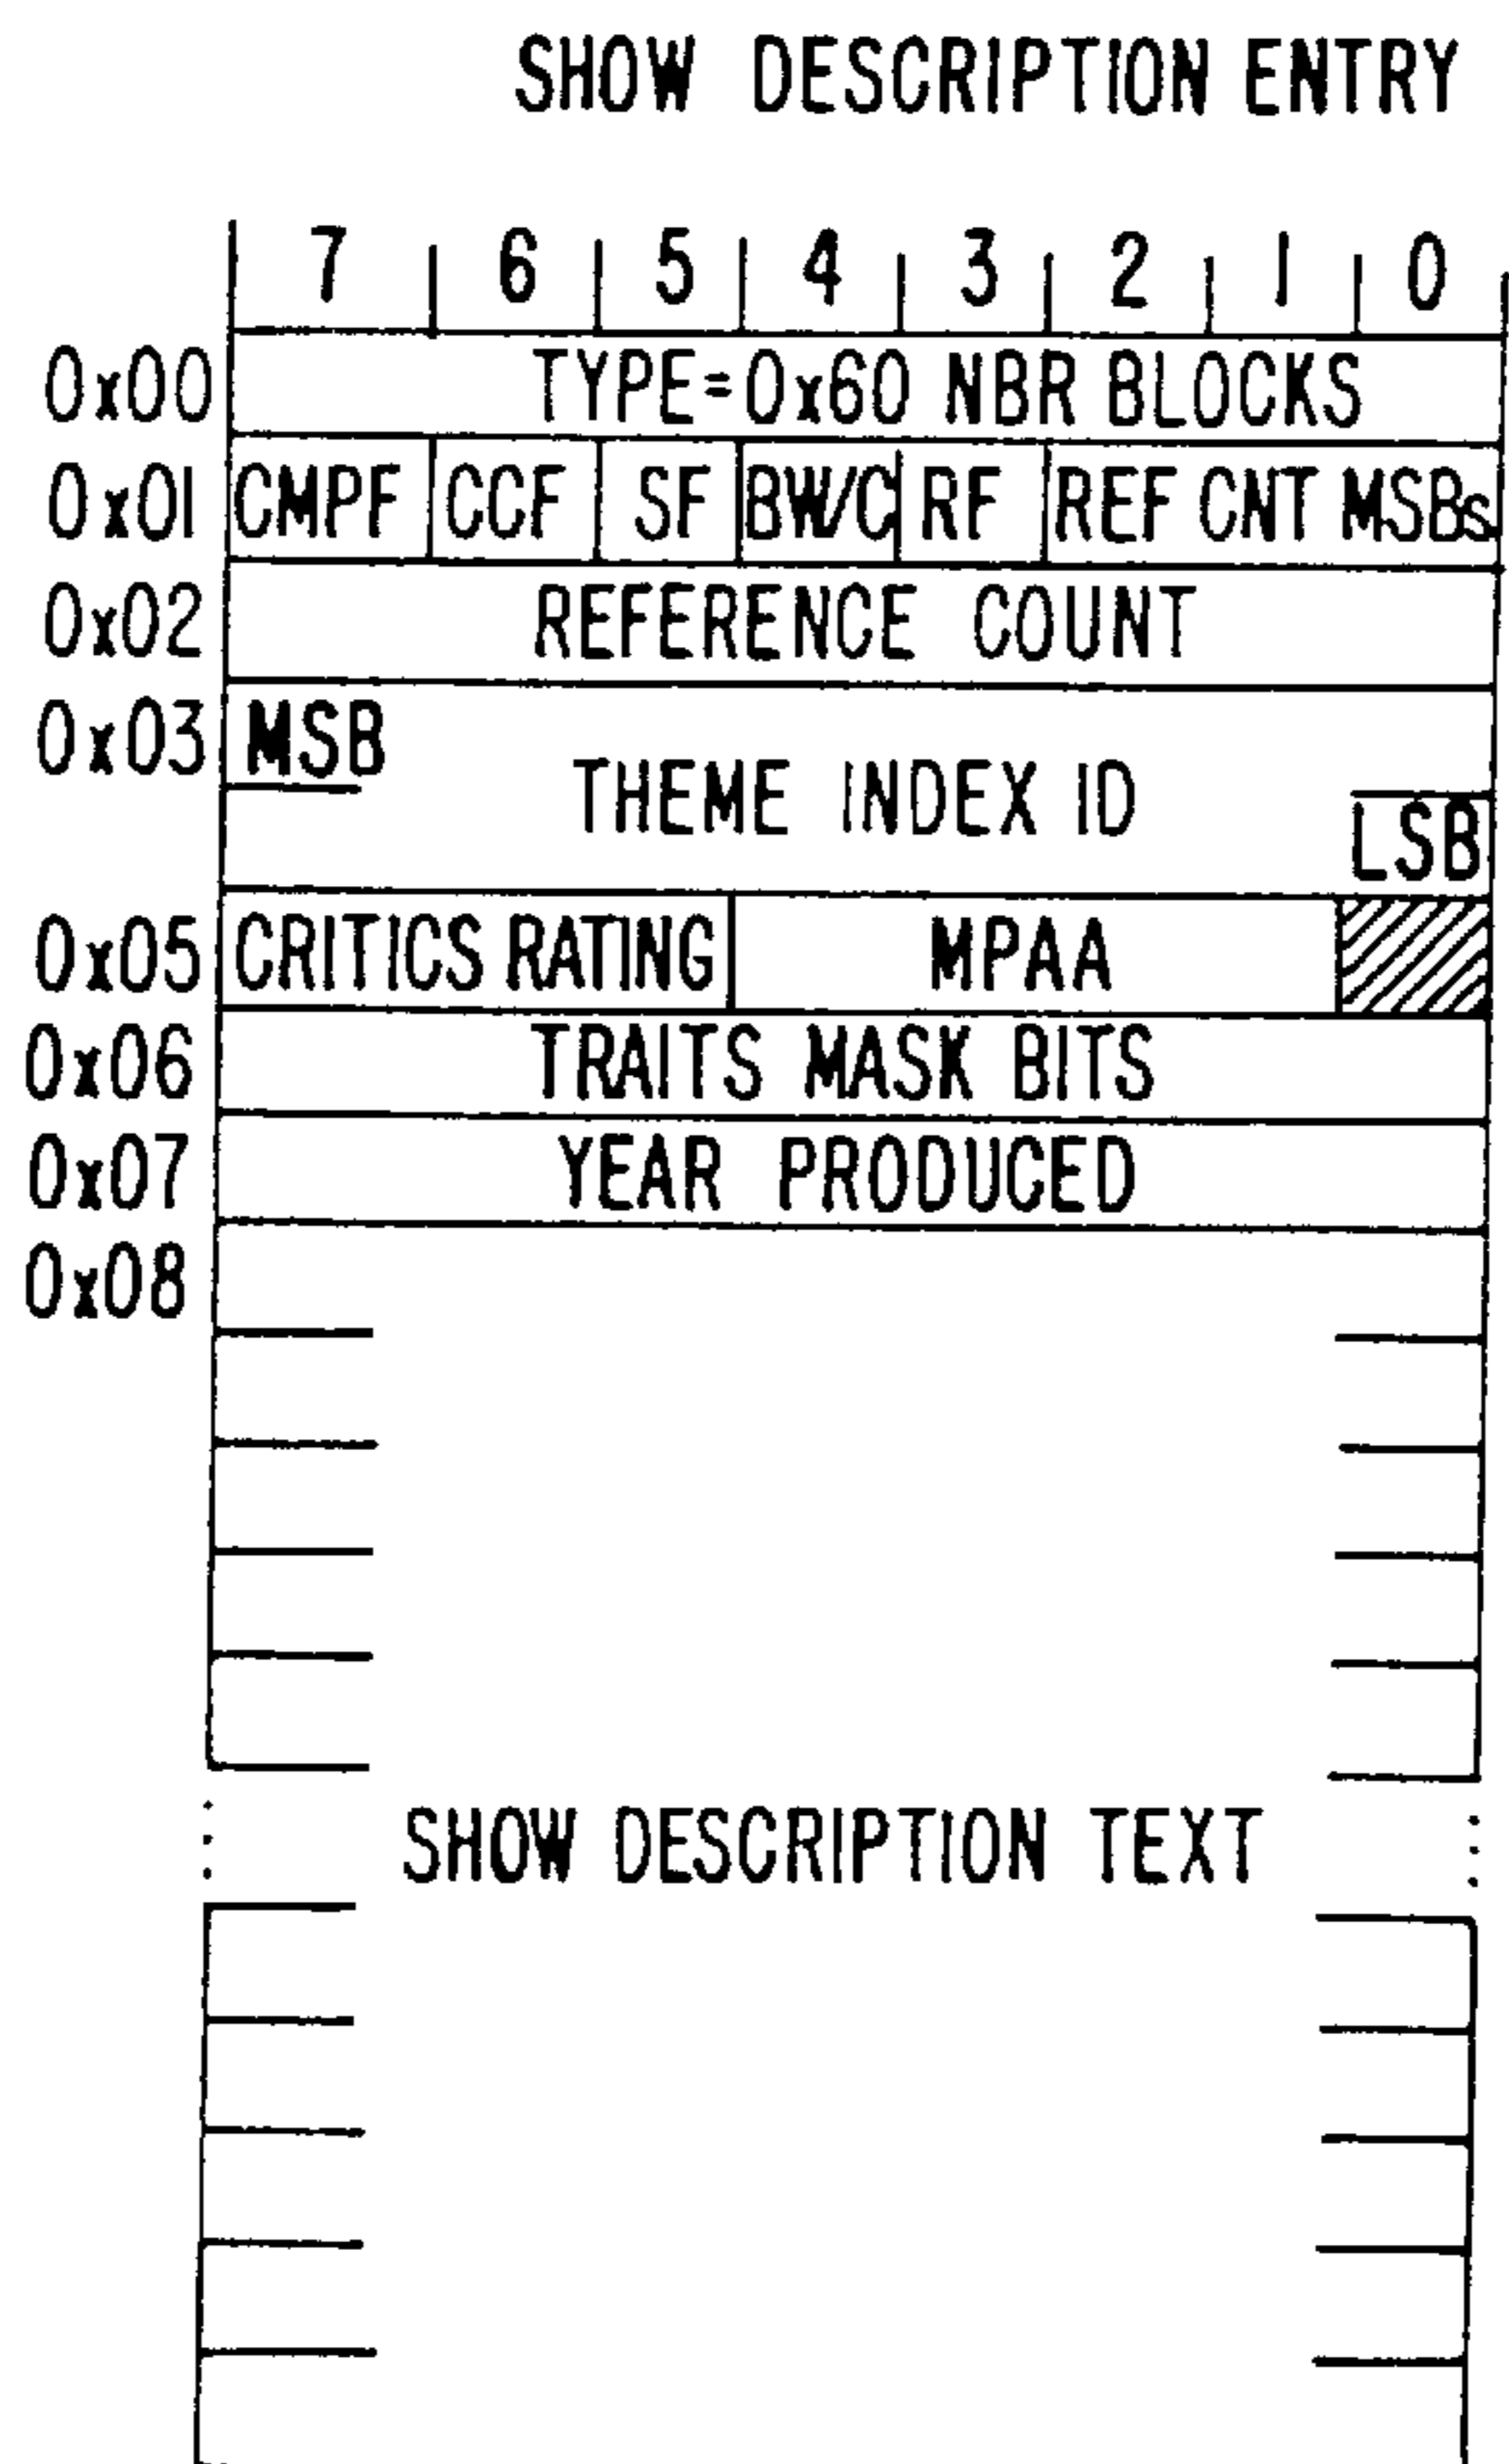 SHOW DESCRIPTION ENTRY
7 6 5 4 3 2 1 0
0x00 TYPE=0x60 NBR BLOCKS
0x01 CMPF CCF SF BW/C RF REF CNT MSBs
0x02 REFERENCE COUNT
0x03 MSB
THEME INDEX ID
LSB
0x05 CRITICS RATING MPAA
0x06 TRAITS MASK BITS
0x07 YEAR PRODUCED
0x08
SHOW DESCRIPTION TEXT